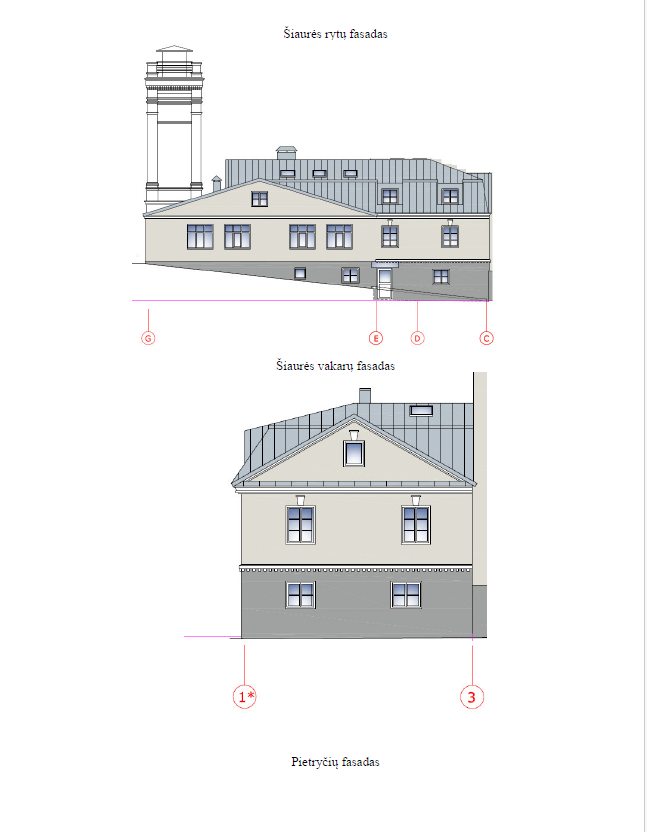 Šiaurės rytų fasadas
G E D C
Šiaurės vakarų fasadas
1* 3
Pietryčių fasadas